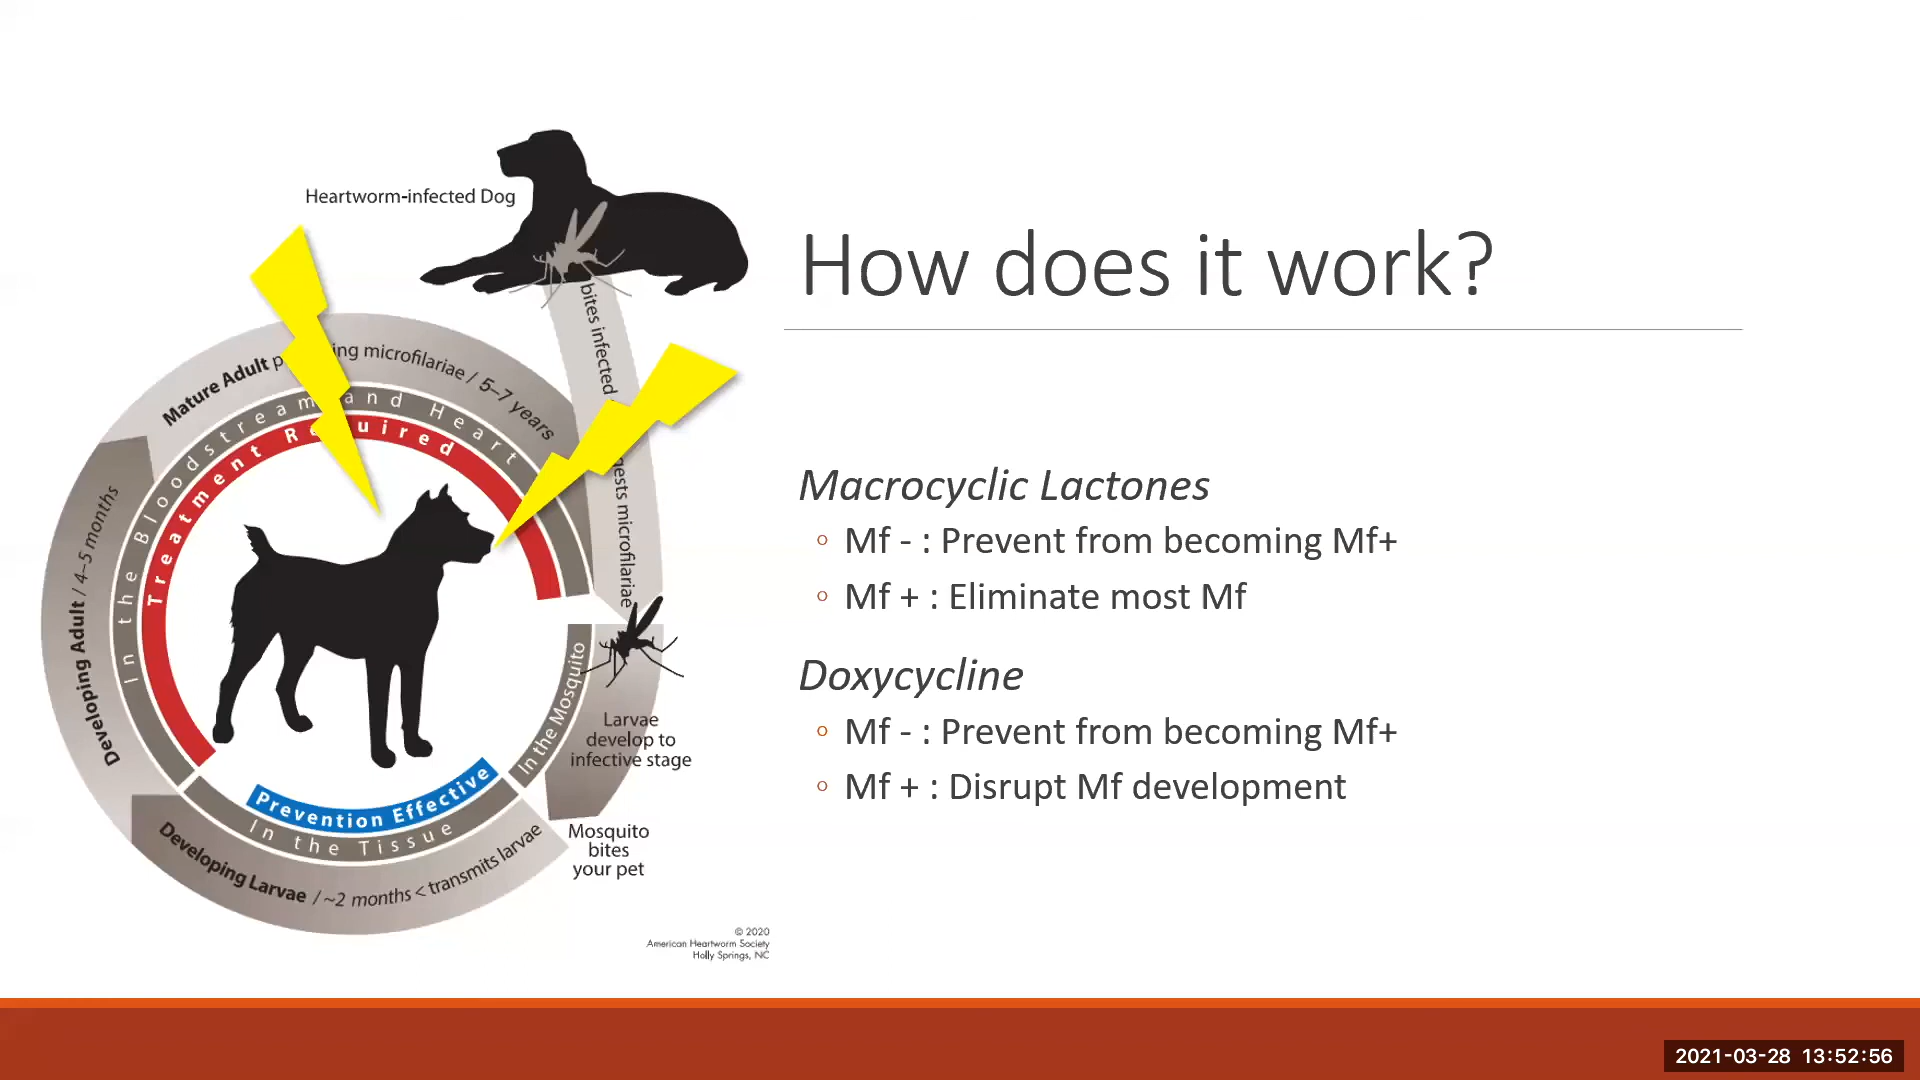 How does it work?
Macrocyclic Lactones
◦ Mf - : Prevent from becoming Mf+
◦ Mf + : Eliminate most Mf
Doxycycline
◦ Mf - : Prevent from becoming Mf+
◦ Mf + : Disrupt Mf development
Heartworm-infected Dog
bites infected
gests microfilariae
Mature Adult p ing microfilariae / 5–7 years
In the Bloodstream and Heart
Treatment Required
Developing Adult / 4–5 months
In the Mosquito
Larvae
develop to
infective stage
Mosquito
bites
your pet
Prevention Effective
In the Tissue
Developing Larvae / ~2 months < transmits larvae
© 2020
American Heartworm Society
Holly Springs, NC
2021-03-28 13:52:56